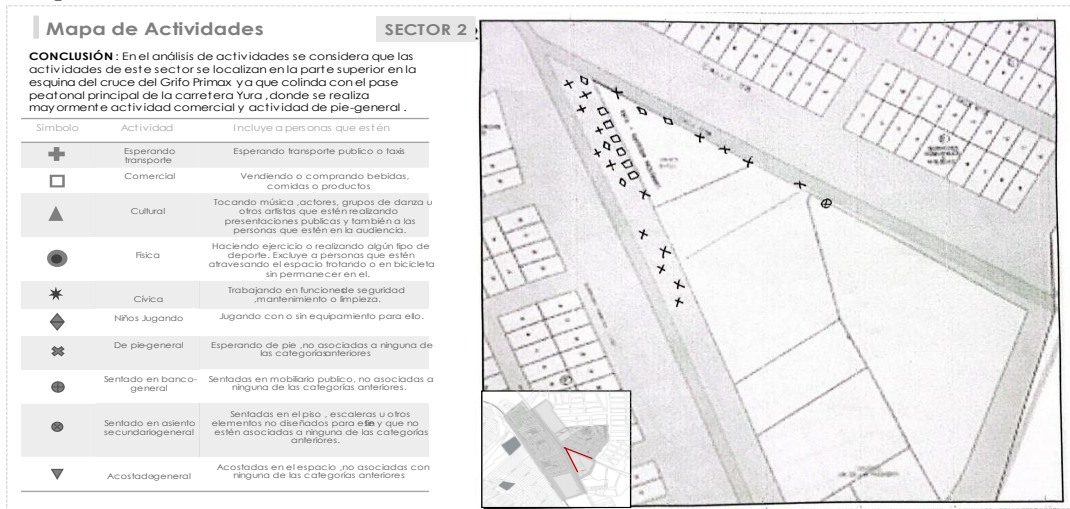 Mapa de Actividades
SECTOR 2
CONCLUSIÓN : En el análisis de actividades se considera que las
actividades de este sector se localizan en la parte superior en la
esquina del cruce del Grifo Primax ya que colinda con el pase
peatonal principal de la carretera Yura ,donde se realiza
mayormente actividad comercial y actividad de pie-general .
Símbolo Actividad Incluye a personas que estén
Esperando
transporte
Esperando transporte publico o taxis
Comercial
Vendiendo o comprando bebidas,
comidas o productos
Cultural
Tocando música ,actores, grupos de danza u
otros artistas que estén realizando
presentaciones publicas y también a las
personas que estén en la audiencia.
Física
Haciendo ejercicio o realizando algún tipo de
deporte. Excluye a personas que estén
atravesando el espacio trotando o en bicicleta
sin permanecer en el.
Cívica
Trabajando en funciones de seguridad
,mantenimiento o limpieza.
Niños Jugando
Jugando con o sin equipamiento para ello.
De pie-general
Esperando de pie ,no asociadas a ninguna de
las categorías anteriores
Sentado en banco-
general
Sentadas en mobiliario publico, no asociadas a
ninguna de las categorías anteriores.
Sentado en asiento
secundario-general
Sentadas en el piso , escaleras u otros
elementos no diseñados para y que no
estén asociadas a ninguna de las categorías
anteriores.
Acostado-general
Acostadas en el espacio ,no asociadas con
ninguna de las categorías anteriores
CALLE